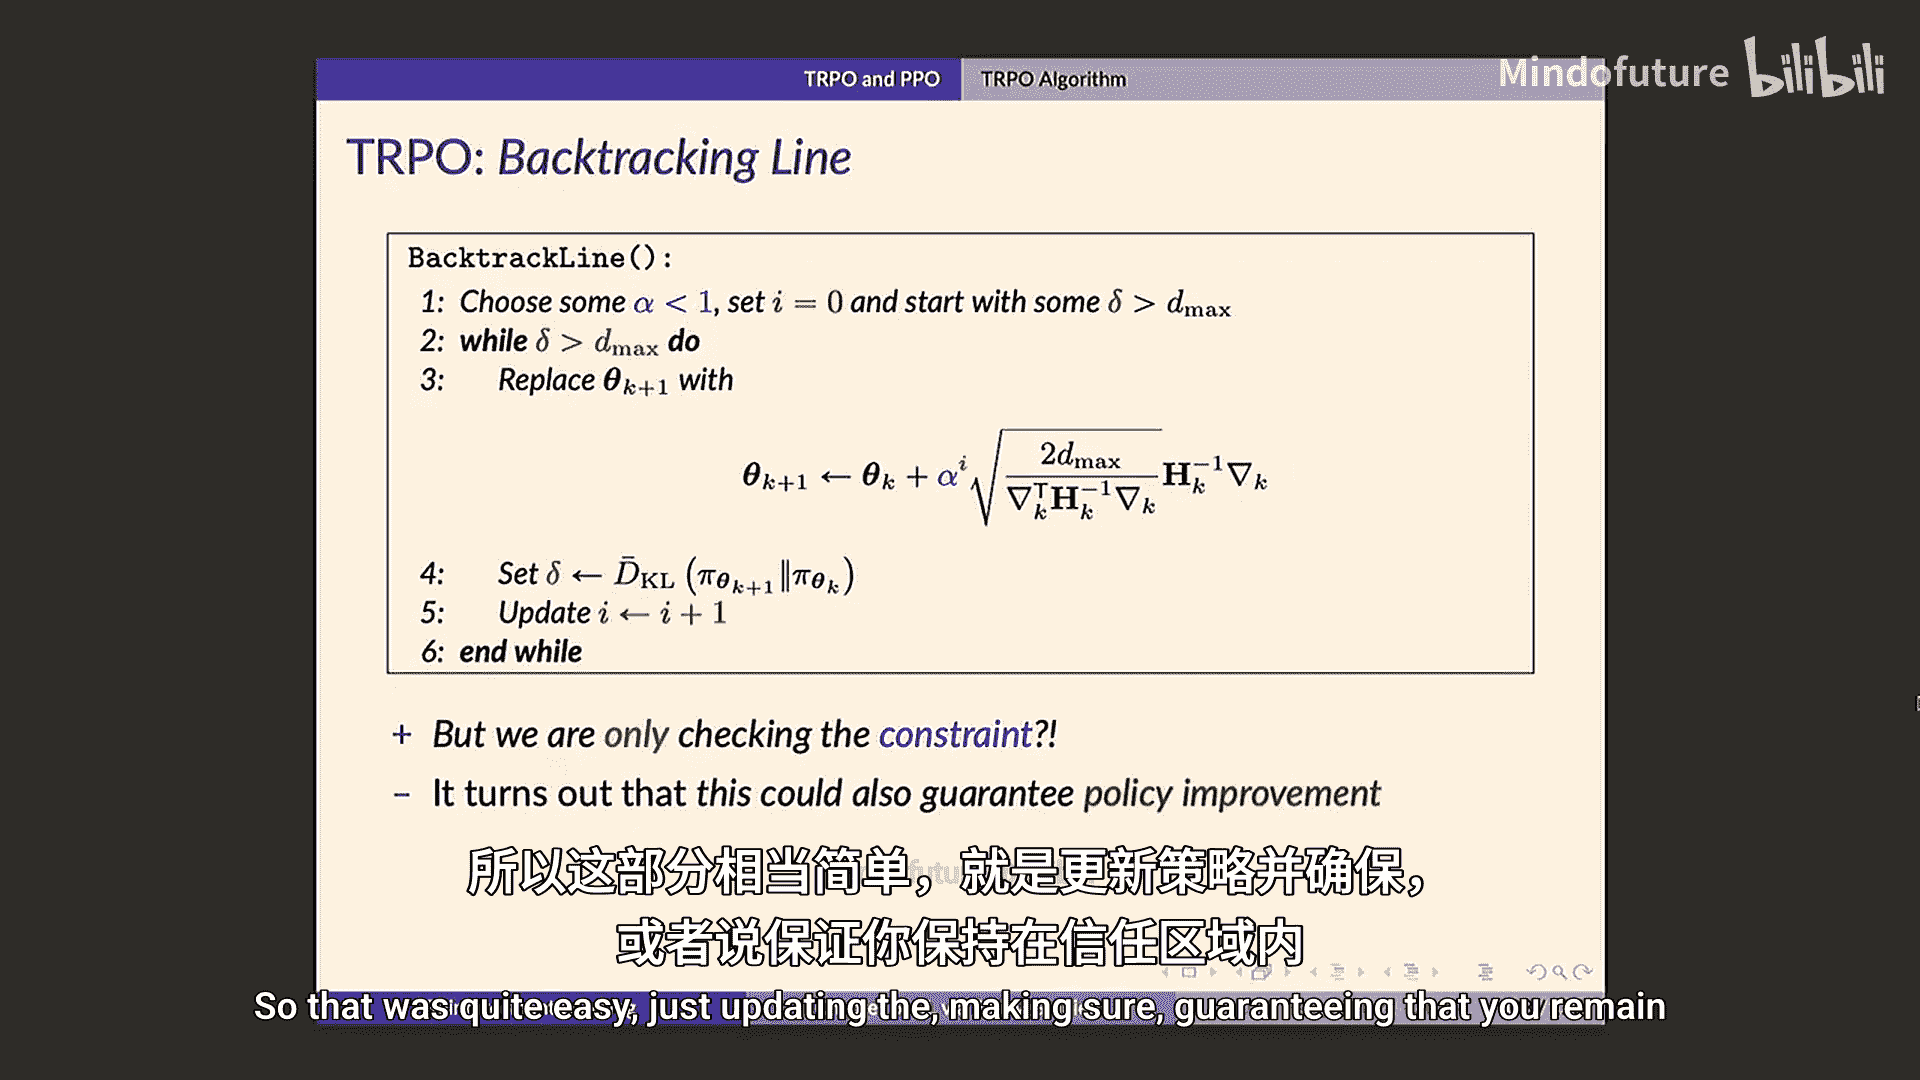 TRPO and PPO
TRPO Algorithm
Mindofuture bilibili
TRPO: Backtracking Line
BacktrackLine():
1: Choose some α < 1, set i = 0 and start with some δ > d_max
2: while δ > d_max do
3: Replace θ_{k+1} with
θ_{k+1} ← θ_k + α^i √(2d_max / (∇_k^T H_k^{-1} ∇_k)) H_k^{-1} ∇_k
4: Set δ ← D̄_KL (π_{θ_{k+1}} ‖ π_{θ_k})
5: Update i ← i + 1
6: end while
+ But we are only checking the constraint?!
− It turns out that this could also guarantee policy improvement
所以这部分相当简单，就是更新策略并确保，
或者说保证你保持在信任区域内
So that was quite easy, just updating the, making sure, guaranteeing that you remain